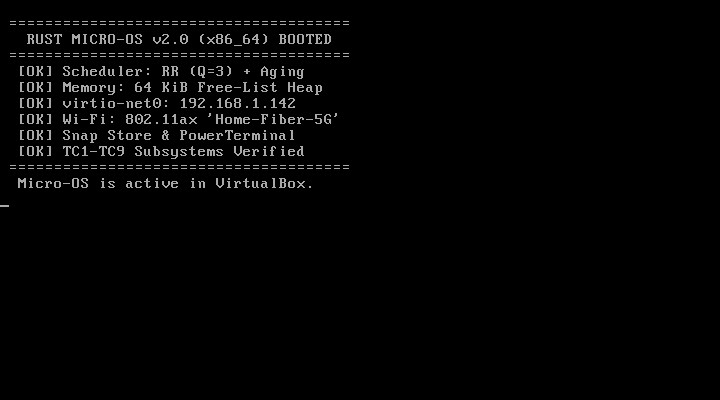 ======================================
RUST MICRO-OS v2.0 (x86_64) BOOTED
======================================
[OK] Scheduler: RR (Q=3) + Aging
[OK] Memory: 64 KiB Free-List Heap
[OK] virtio-net0: 192.168.1.142
[OK] Wi-Fi: 802.11ax 'Home-Fiber-5G'
[OK] Snap Store & PowerTerminal
[OK] TC1-TC9 Subsystems Verified
======================================
Micro-OS is active in VirtualBox.